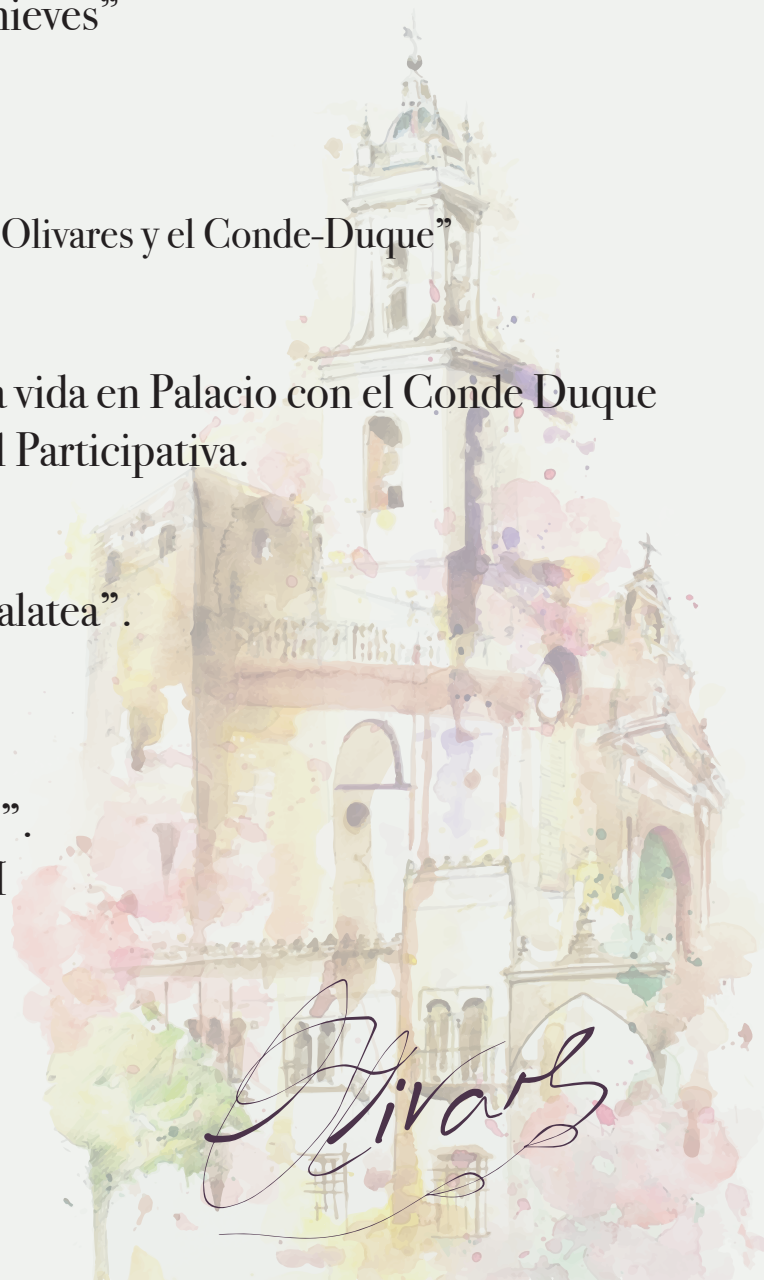 nieves”
Olivares y el Conde-Duque”
a vida en Palacio con el Conde Duque
l Participativa.
alatea”.
”.
Olivares